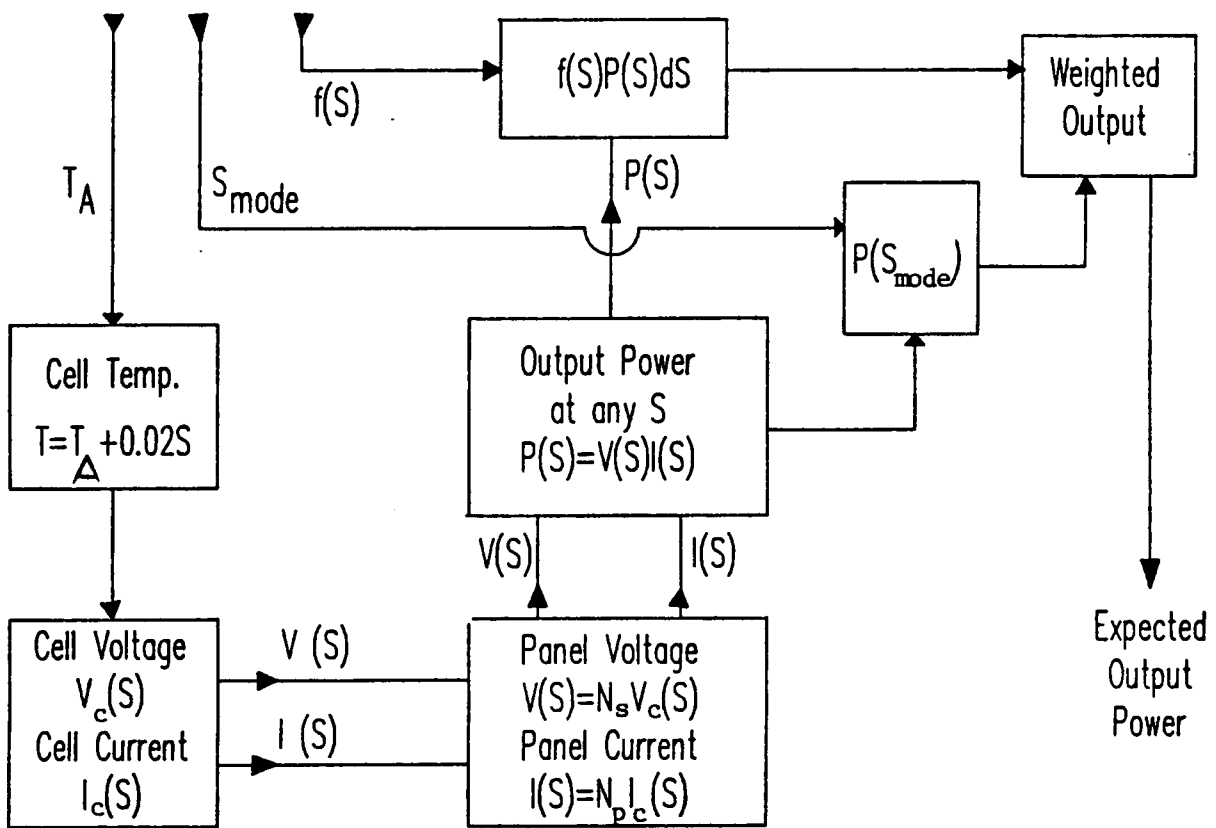 f(S)
f(S)P(S)dS
Weighted
Output
T_A
S_mode
P(S)
P(S_mode)
Cell Temp.
T=T_A+0.02S
Output Power
at any S
P(S)=V(S)I(S)
V(S)
I(S)
Cell Voltage
V_c(S)
Cell Current
I_c(S)
V (S)
I (S)
Panel Voltage
V(S)=N_sV_c(S)
Panel Current
I(S)=N_pI_c(S)
Expected
Output
Power